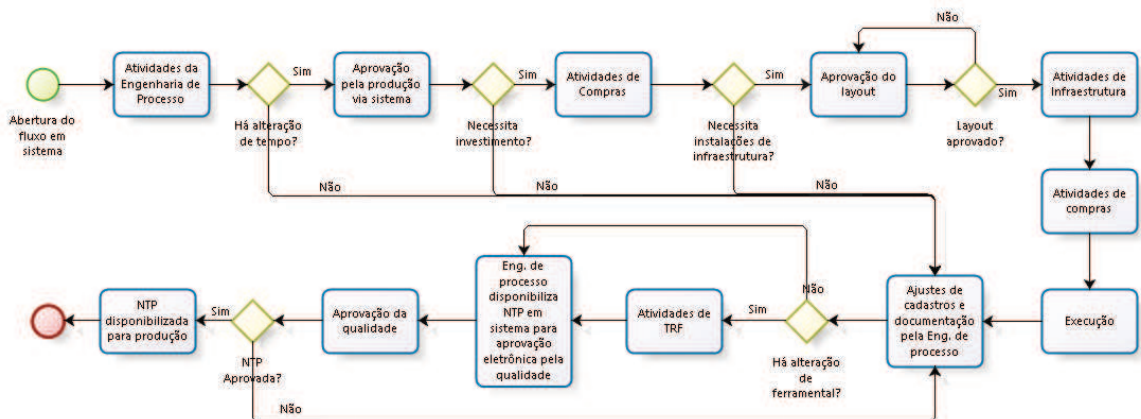 Não
Atividades da
Engenharia de
Processo
Sim
Aprovação
pela produção
via sistema
Sim
Atividades de
Compras
Sim
Aprovação do
layout
Sim
Atividades de
Infraestrutura
Abertura do
fluxo em
sistema
Há alteração
de tempo?
Necessita
investimento?
Necessita
instalações de
infraestrutura?
Layout
aprovado?
Não
Não
Não
Atividades de
compras
NTP
disponibilizada
para produção
Sim
Aprovação da
qualidade
Eng. de
processo
disponibiliza
NTP em
sistema para
aprovação
eletrônica pela
qualidade
Atividades de
TRF
Sim
Não
Ajustes de
cadastros e
documentação
pela Eng. de
processo
Execução
NTP
Aprovada?
Há alteração
de
ferramental?
Não